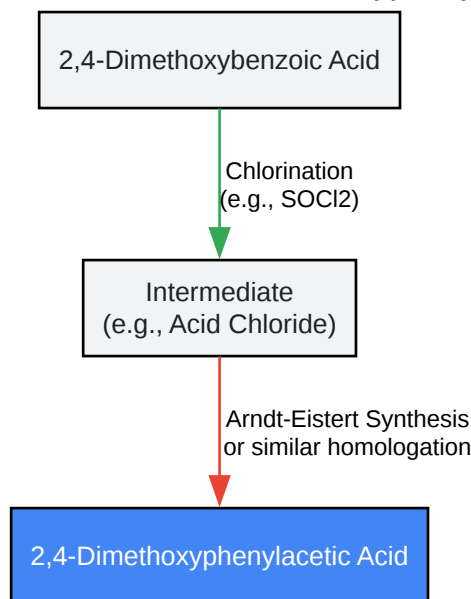 2,4-Dimethoxybenzoic Acid
Chlorination
(e.g., SOCl2)
Intermediate
(e.g., Acid Chloride)
Arndt-Eistert Synthesis
or similar homologation
2,4-Dimethoxyphenylacetic Acid